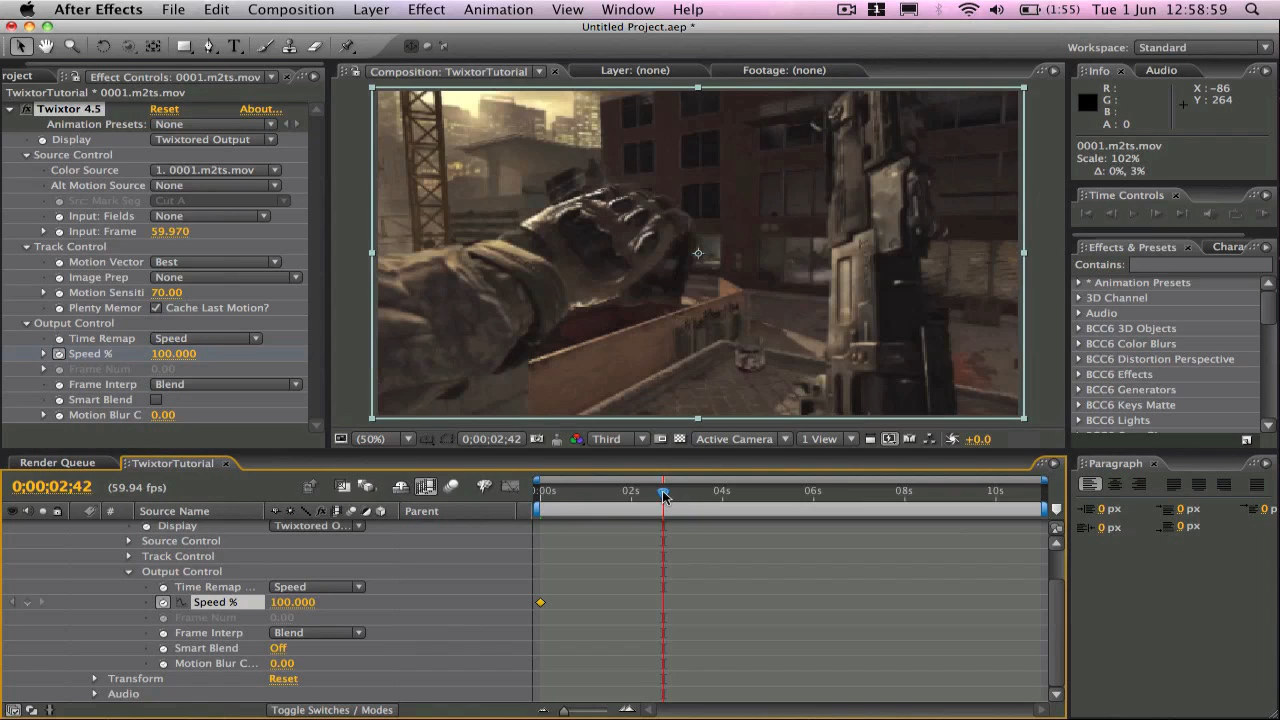 After Effects File Edit Composition Layer Effect Animation View Window Help 1 (1:55) Tue 1 Jun 12:58:59
Untitled Project.aep *
Workspace: Standard
roject Effect Controls: 0001.m2ts.mov
TwixtorTutorial * 0001.m2ts.mov
fx Twixtor 4.5 Reset About...
Animation Presets: None
Display Twixtored Output
Source Control
Color Source 1. 0001.m2ts.mov
Alt Motion Source None
Src: Mark Seg Cut A
Input: Fields None
Input: Frame 59.970
Track Control
Motion Vector Best
Image Prep None
Motion Sensiti 70.00
Plenty Memor Cache Last Motion?
Output Control
Time Remap Speed
Speed % 100.000
Frame Num 0.00
Frame Interp Blend
Smart Blend
Motion Blur C 0.00
Composition: TwixtorTutorial Layer: (none) Footage: (none)
(50%) 0;00;02;42 Third Active Camera 1 View +0.0
Info Audio
R: X: -86
G: Y: 264
B:
A: 0
0001.m2ts.mov
Scale: 102%
Δ: 0%, 3%
Time Controls
Effects & Presets Chara
Contains:
* Animation Presets
3D Channel
Audio
BCC6 3D Objects
BCC6 Color Blurs
BCC6 Distortion Perspective
BCC6 Effects
BCC6 Generators
BCC6 Keys Matte
BCC6 Lights
Render Queue TwixtorTutorial
0;00;02;42 (59.94 fps)
:00s 02s 04s 06s 08s 10s
# Source Name Parent
Display Twixtored O...
Source Control
Track Control
Output Control
Time Remap ... Speed
Speed % 100.000
Frame Num 0.00
Frame Interp Blend
Smart Blend Off
Motion Blur C... 0.00
Transform Reset
Audio
Toggle Switches / Modes
Paragraph
0 px 0 px 0 p
0 px 0 px